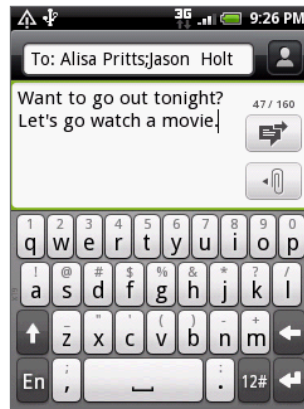 3G 9:26 PM
To: Alisa Pritts;Jason Holt
Want to go out tonight?
Let's go watch a movie.
47 / 160
1 2 3 4 5 6 7 8 9 0
q w e r t y u i o p
! @ # $ % & * ? /
a s d f g h j k l
_ " ' ( ) - +
z x c v b n m
En ; , : . 12#